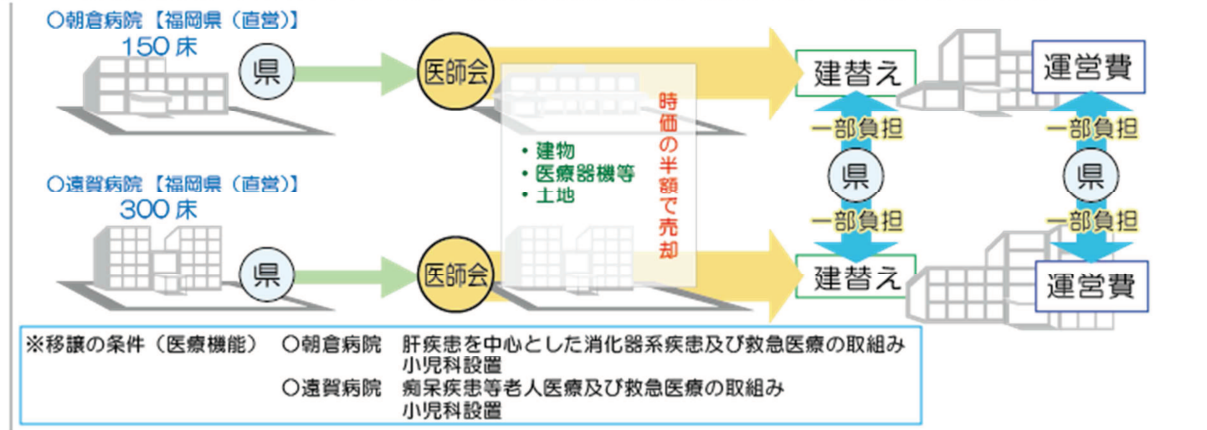 〇朝倉病院【福岡県（直営）】
150床
県
医師会
建替え
運営費
一部負担
一部負担
県
県
一部負担
一部負担
時価の半額で売却
・建物
・医療器機等
・土地
〇遠賀病院【福岡県（直営）】
300床
県
医師会
建替え
運営費
※移譲の条件（医療機能） 〇朝倉病院 肝疾患を中心とした消化器系疾患及び救急医療の取組み
小児科設置
〇遠賀病院 痴呆疾患等老人医療及び救急医療の取組み
小児科設置